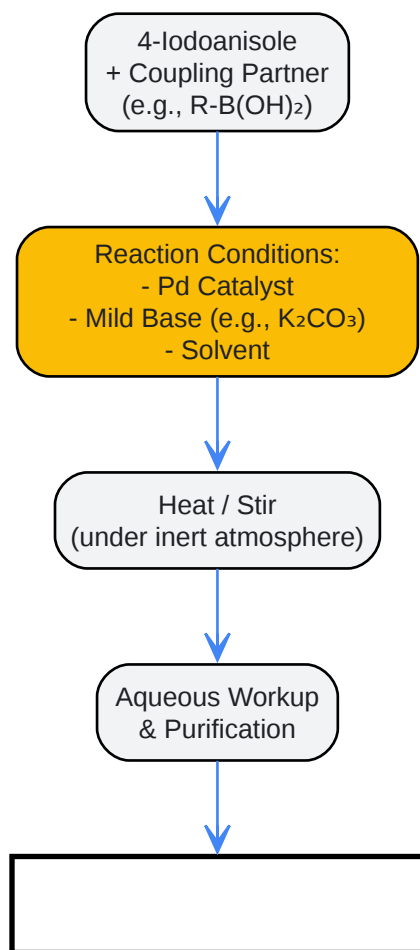 4-Iodoanisole
+ Coupling Partner
(e.g., R-B(OH)₂)
Reaction Conditions:
- Pd Catalyst
- Mild Base (e.g., K₂CO₃)
- Solvent
Heat / Stir
(under inert atmosphere)
Aqueous Workup
& Purification